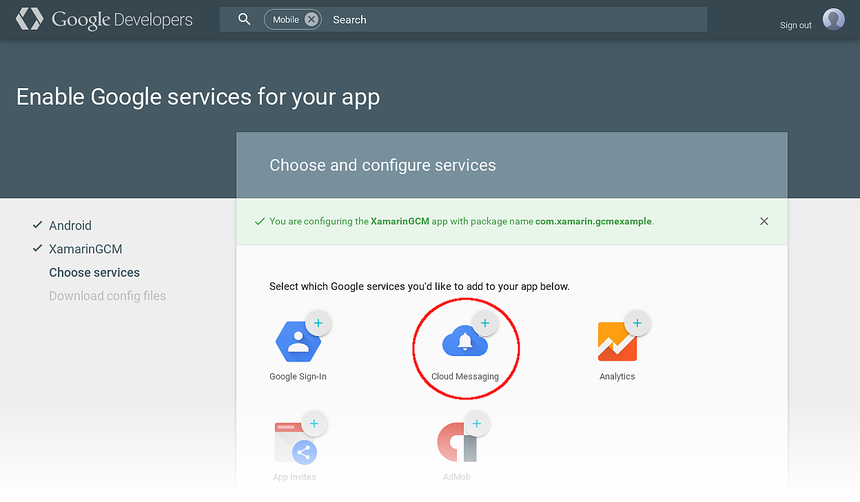 Google Developers
Mobile
Search
Sign out
Enable Google services for your app
Choose and configure services
You are configuring the XamarinGCM app with package name com.xamarin.gcmexample.
Android
XamarinGCM
Choose services
Download config files
Select which Google services you'd like to add to your app below.
Google Sign-In
Cloud Messaging
Analytics
App Invites
AdMob